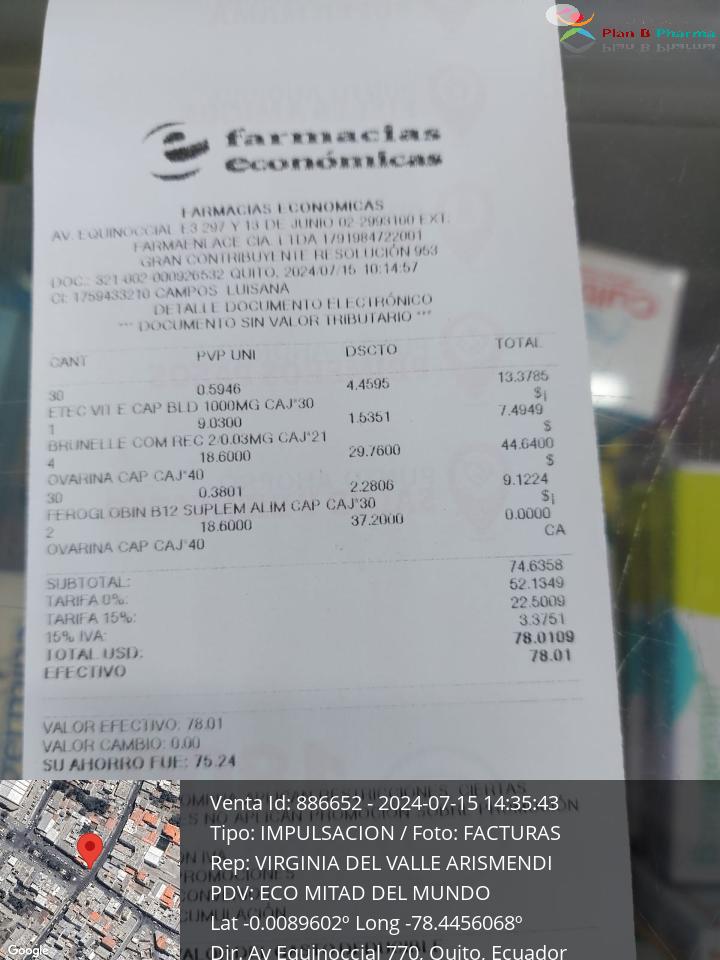 Plan B Pharma
farmacias
económicas
FARMACIAS ECONOMICAS
AV. EQUINOCCIAL E3 297 Y 13 DE JUNIO 02-2993100 EXT:
FARMAENLACE CIA. LTDA 1791984722001
GRAN CONTRIBUYENTE RESOLUCIÓN 953
DOC.: 321-002-000926532 QUITO, 2024/07/15 10:14:57
CI: 1759433210 CAMPOS LUISANA
DETALLE DOCUMENTO ELECTRÓNICO
*** DOCUMENTO SIN VALOR TRIBUTARIO ***
CANT PVP UNI DSCTO TOTAL
30 0.5946 4.4595 13.3785
ETEC VIT E CAP BLD 1000MG CAJ*30 $¡
1 9.0300 1.5351 7.4949
BRUNELLE COM REC 2/0.03MG CAJ*21 $
4 18.6000 29.7600 44.6400
OVARINA CAP CAJ*40 $
30 0.3801 2.2806 9.1224
FEROGLOBIN B12 SUPLEM ALIM CAP CAJ*30 $¡
2 18.6000 37.2000 0.0000
OVARINA CAP CAJ*40 CA
SUBTOTAL: 74.6358
TARIFA 0%: 52.1349
TARIFA 15%: 22.5009
15% IVA: 3.3751
TOTAL USD: 78.0109
EFECTIVO 78.01
VALOR EFECTIVO: 78.01
VALOR CAMBIO: 0.00
SU AHORRO FUE: 75.24
Venta Id: 886652 - 2024-07-15 14:35:43
Tipo: IMPULSACION / Foto: FACTURAS
Rep: VIRGINIA DEL VALLE ARISMENDI
PDV: ECO MITAD DEL MUNDO
Lat -0.0089602º Long -78.4456068º
Dir. Av Equinoccial 770, Quito, Ecuador
Google